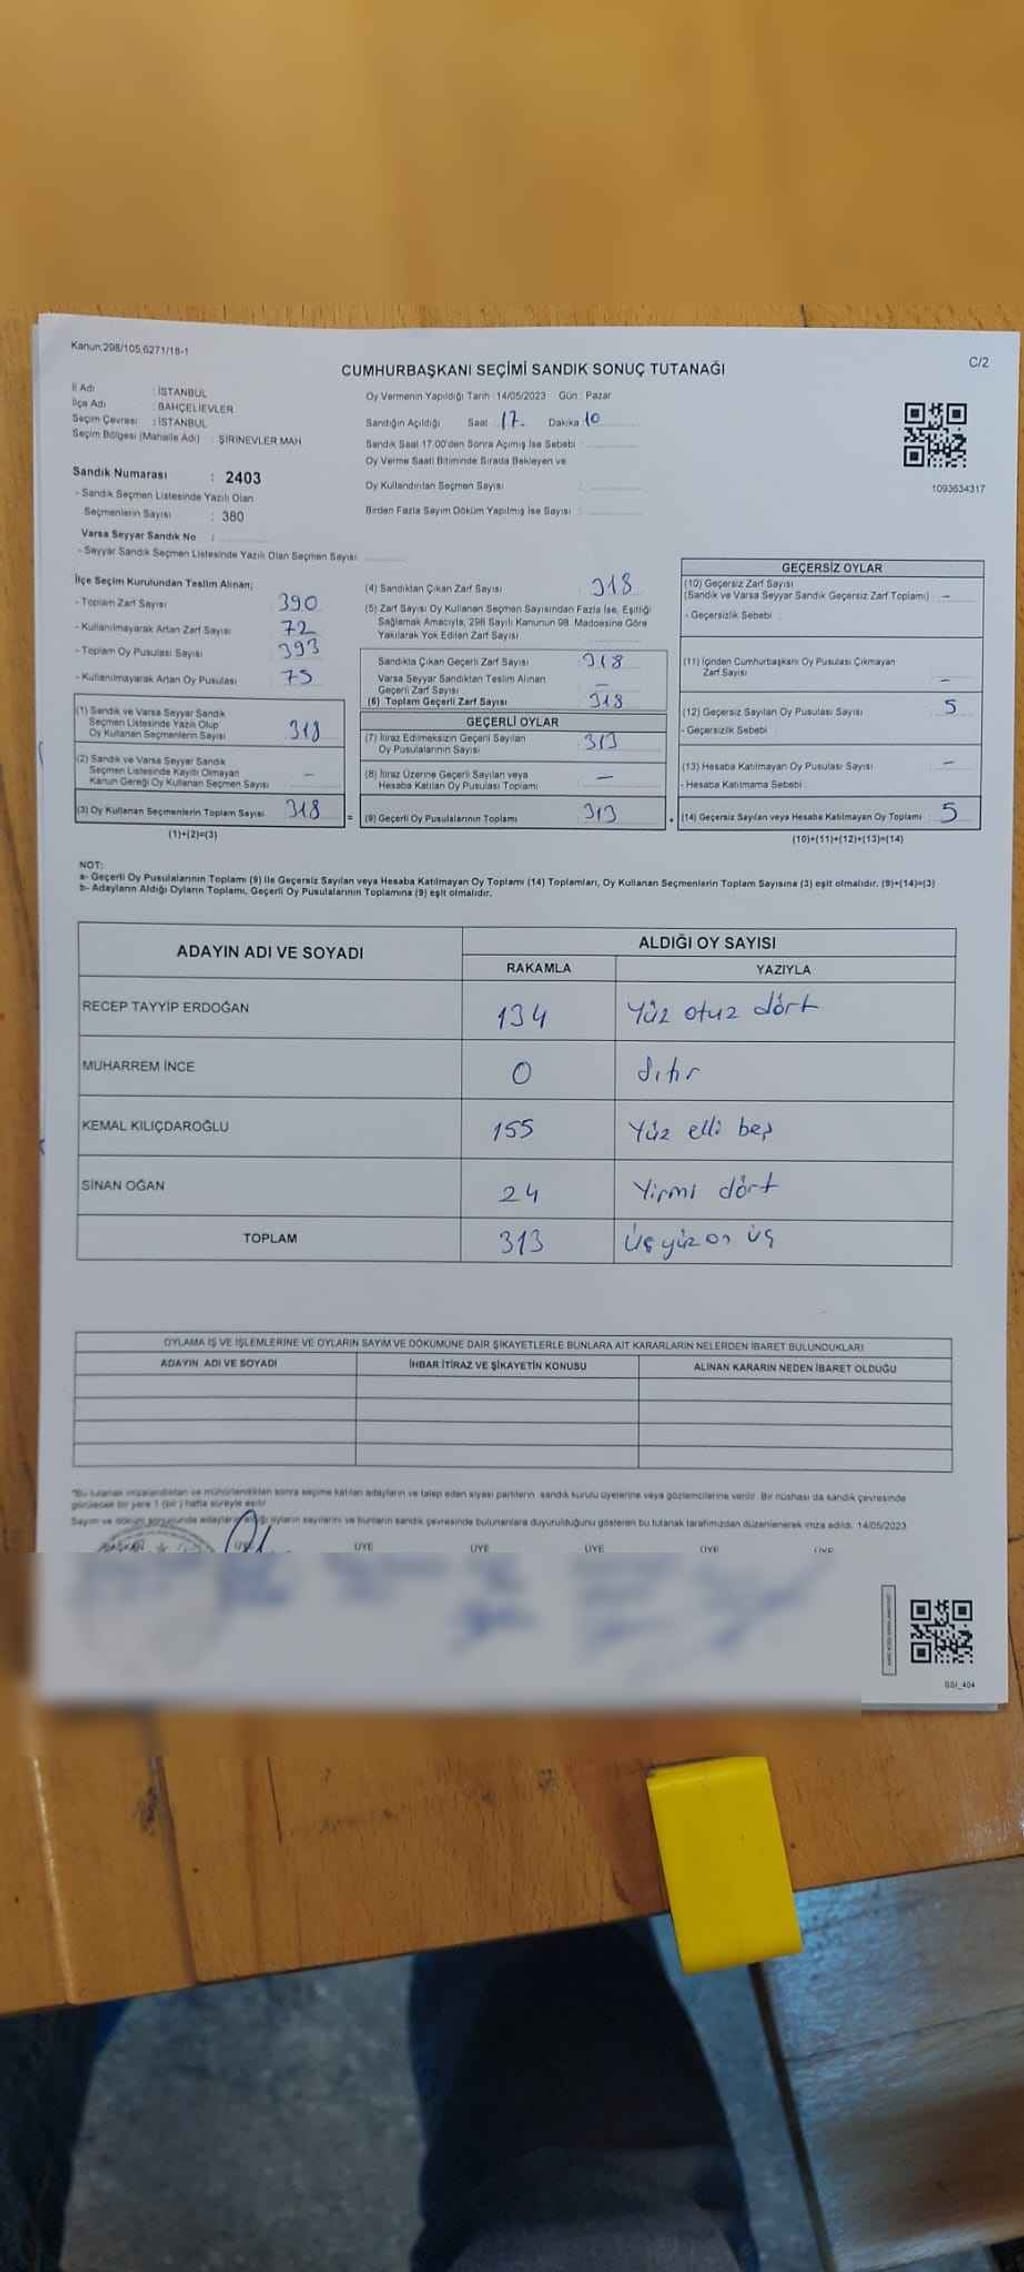 Kanun:298/105,6271/18-1
C/2
CUMHURBAŞKANI SEÇİMİ SANDIK SONUÇ TUTANAĞI
İl Adı : İSTANBUL
İlçe Adı : BAHÇELİEVLER
Seçim Çevresi : İSTANBUL
Seçim Bölgesi (Mahalle Adı) : ŞİRİNEVLER MAH
Sandık Numarası : 2403
- Sandık Seçmen Listesinde Yazılı Olan
Seçmenlerin Sayısı : 380
Varsa Seyyar Sandık No :
- Seyyar Sandık Seçmen Listesinde Yazılı Olan Seçmen Sayısı
Oy Vermenin Yapıldığı Tarih : 14/05/2023 Gün : Pazar
Sandığın Açıldığı Saat 17. Dakika 10
Sandık Saat 17:00'den Sonra Açılmış İse Sebebi :
Oy Verme Saati Bitiminde Sırada Bekleyen ve
Oy Kullandırılan Seçmen Sayısı :
Birden Fazla Sayım Döküm Yapılmış İse Sayısı :
1093634317
İlçe Seçim Kurulundan Teslim Alınan;
- Toplam Zarf Sayısı 390
- Kullanılmayarak Artan Zarf Sayısı 72
- Toplam Oy Pusulası Sayısı 393
- Kullanılmayarak Artan Oy Pusulası 75
(1) Sandık ve Varsa Seyyar Sandık
Seçmen Listesinde Yazılı Olup
Oy Kullanan Seçmenlerin Sayısı 318
(2) Sandık ve Varsa Seyyar Sandık
Seçmen Listesinde Kayıtlı Olmayan
Kanun Gereği Oy Kullanan Seçmen Sayısı –
(3) Oy Kullanan Seçmenlerin Toplam Sayısı 318
(1)+(2)=(3)
(4) Sandıktan Çıkan Zarf Sayısı 318
(5) Zarf Sayısı Oy Kullanan Seçmen Sayısından Fazla İse, Eşitliği
Sağlamak Amacıyla, 298 Sayılı Kanunun 98. Maddesine Göre
Yakılarak Yok Edilen Zarf Sayısı
Sandıkta Çıkan Geçerli Zarf Sayısı 318
Varsa Seyyar Sandıktan Teslim Alınan
Geçerli Zarf Sayısı –
(6) Toplam Geçerli Zarf Sayısı 318
GEÇERLİ OYLAR
(7) İtiraz Edilmeksizin Geçerli Sayılan
Oy Pusulalarının Sayısı 313
(8) İtiraz Üzerine Geçerli Sayılan veya
Hesaba Katılan Oy Pusulası Toplamı –
= (9) Geçerli Oy Pusulalarının Toplamı 313
GEÇERSİZ OYLAR
(10) Geçersiz Zarf Sayısı
(Sandık ve Varsa Seyyar Sandık Geçersiz Zarf Toplamı) –
- Geçersizlik Sebebi :
(11) İçinden Cumhurbaşkanı Oy Pusulası Çıkmayan
Zarf Sayısı –
(12) Geçersiz Sayılan Oy Pusulası Sayısı 5
- Geçersizlik Sebebi
(13) Hesaba Katılmayan Oy Pusulası Sayısı –
- Hesaba Katılmama Sebebi
+ (14) Geçersiz Sayılan veya Hesaba Katılmayan Oy Toplamı 5
(10)+(11)+(12)+(13)=(14)
NOT:
a- Geçerli Oy Pusulalarının Toplamı (9) ile Geçersiz Sayılan veya Hesaba Katılmayan Oy Toplamı (14) Toplamları, Oy Kullanan Seçmenlerin Toplam Sayısına (3) eşit olmalıdır. (9)+(14)=(3)
b- Adayların Aldığı Oyların Toplamı, Geçerli Oy Pusulalarının Toplamına (9) eşit olmalıdır.
ADAYIN ADI VE SOYADI
ALDIĞI OY SAYISI
RAKAMLA YAZIYLA
RECEP TAYYİP ERDOĞAN 134 Yüz otuz dört
MUHARREM İNCE 0 sıfır
KEMAL KILIÇDAROĞLU 155 Yüz elli beş
SİNAN OĞAN 24 Yirmi dört
TOPLAM 313 Üç yüz on üç
OYLAMA İŞ VE İŞLEMLERİNE VE OYLARIN SAYIM VE DÖKÜMÜNE DAİR ŞİKAYETLERLE BUNLARA AİT KARARLARIN NELERDEN İBARET BULUNDUKLARI
ADAYIN ADI VE SOYADI İHBAR İTİRAZ VE ŞİKAYETİN KONUSU ALINAN KARARIN NEDEN İBARET OLDUĞU
"Bu tutanak imzalandıktan ve mühürlendikten sonra seçime katılan adayların ve talep eden siyasi partilerin sandık kurulu üyelerine veya gözlemcilerine verilir. Bir nüshası da sandık çevresinde
görülecek bir yere 1 (bir) hafta süreyle asılır
Sayım ve döküm sonucunda adayların aldığı oyların sayılarını ve bunların sandık çevresinde bulunanlara duyurulduğunu gösteren bu tutanak tarafımızdan düzenlenerek imza edildi. 14/05/2023
ÜYE ÜYE ÜYE ÜYE ÜYE ÜYE
SSI_404